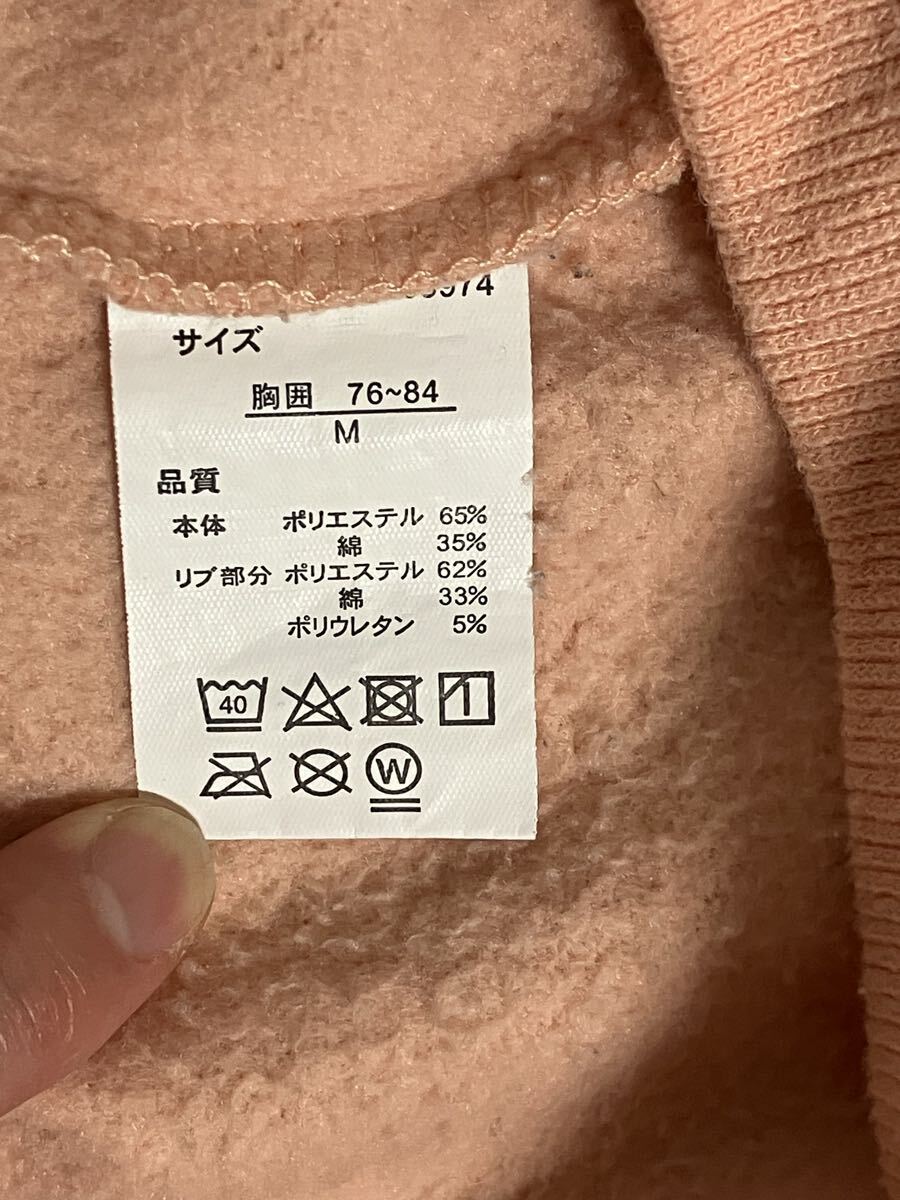 974
サイズ
胸囲 76~84
M
品質
本体 ポリエステル 65%
綿 35%
リブ部分 ポリエステル 62%
綿 33%
ポリウレタン 5%
40
W